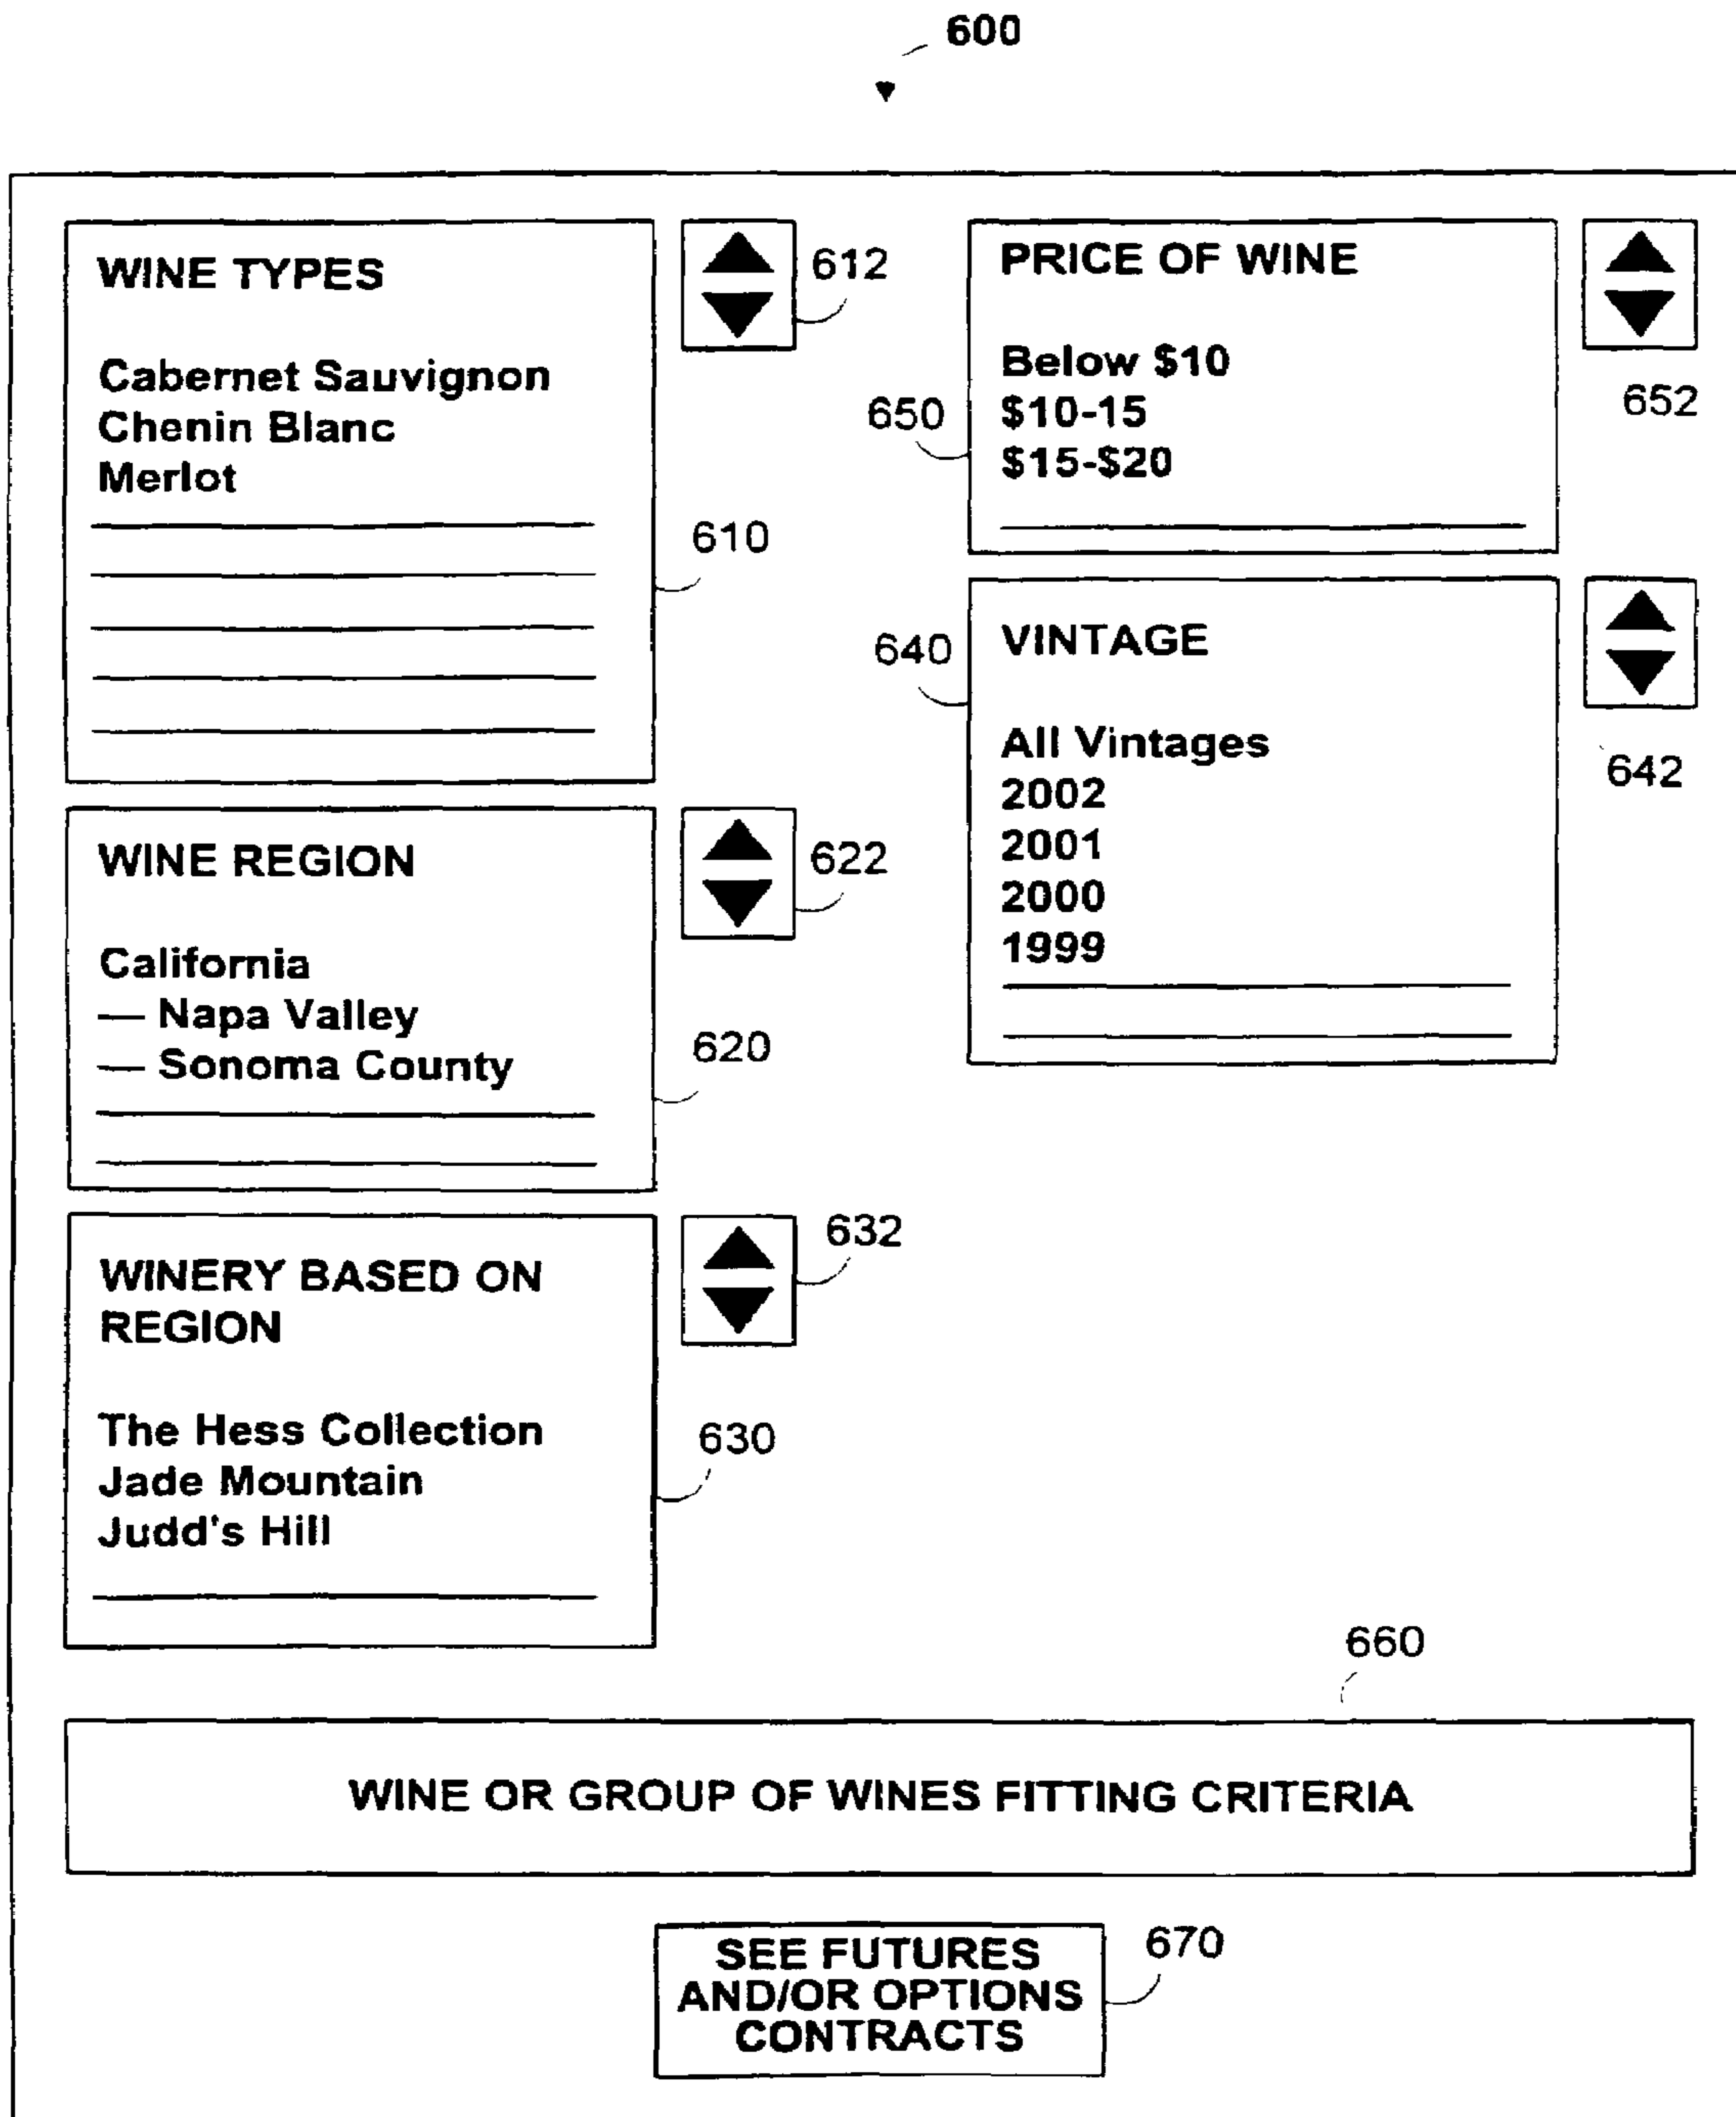 600
WINE TYPES
Cabernet Sauvignon
Chenin Blanc
Merlot
612
610
WINE REGION
California
— Napa Valley
— Sonoma County
622
620
WINERY BASED ON
REGION
The Hess Collection
Jade Mountain
Judd's Hill
632
630
PRICE OF WINE
Below $10
$10-15
$15-$20
650
652
VINTAGE
All Vintages
2002
2001
2000
1999
640
642
660
WINE OR GROUP OF WINES FITTING CRITERIA
SEE FUTURES
AND/OR OPTIONS
CONTRACTS
670